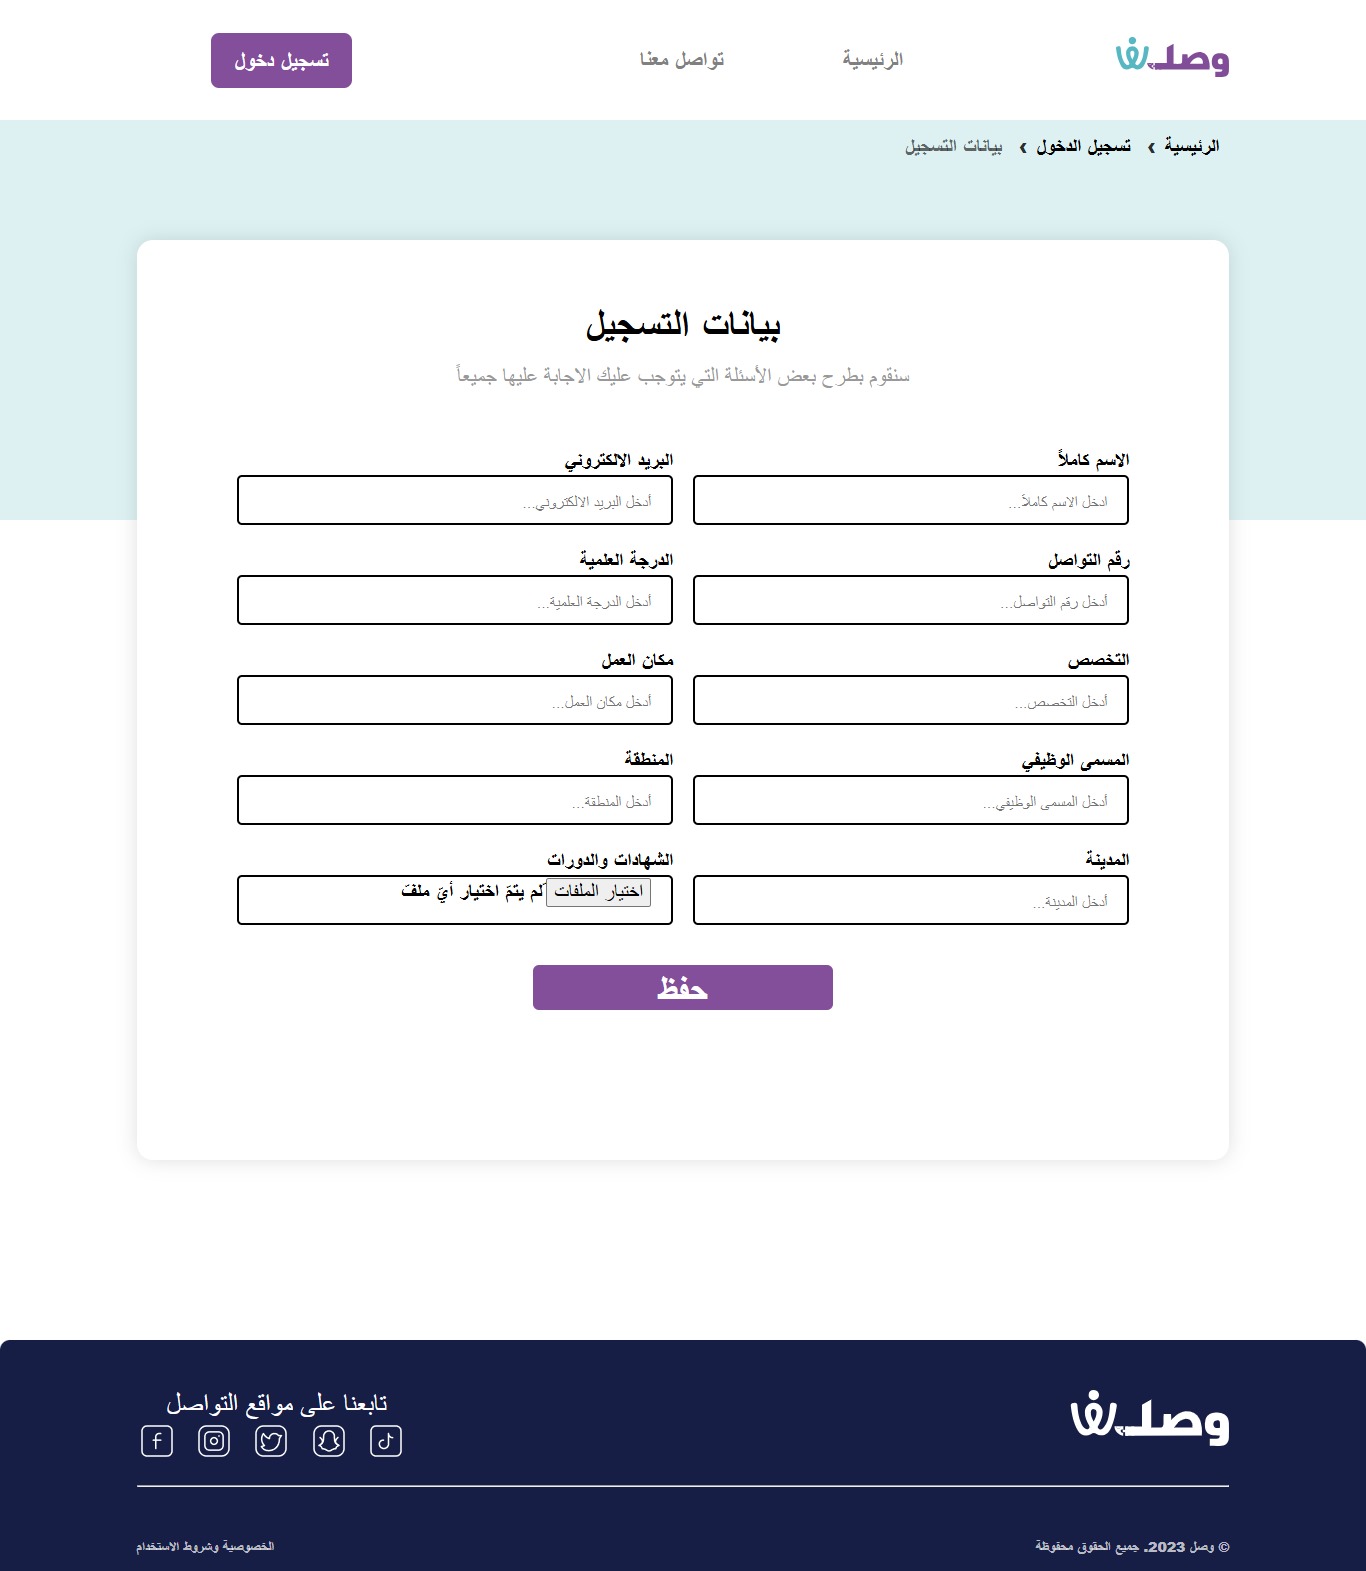 وصل
الرئيسية
تواصل معنا
تسجيل دخول
الرئيسية › تسجيل الدخول › بيانات التسجيل
بيانات التسجيل
سنقوم بطرح بعض الأسئلة التي يتوجب عليك الاجابة عليها جميعاً
الاسم كاملاً
ادخل الاسم كاملاً...
البريد الالكتروني
أدخل البريد الالكتروني...
رقم التواصل
أدخل رقم التواصل...
الدرجة العلمية
أدخل الدرجة العلمية...
التخصص
أدخل التخصص...
مكان العمل
أدخل مكان العمل...
المسمى الوظيفي
أدخل المسمى الوظيفي...
المنطقة
أدخل المنطقة...
المدينة
أدخل المدينة...
الشهادات والدورات
اختيار الملفات لم يتمّ اختيار أيّ ملفّ
حفظ
وصل
تابعنا على مواقع التواصل
© وصل 2023. جميع الحقوق محفوظة
الخصوصية وشروط الاستخدام